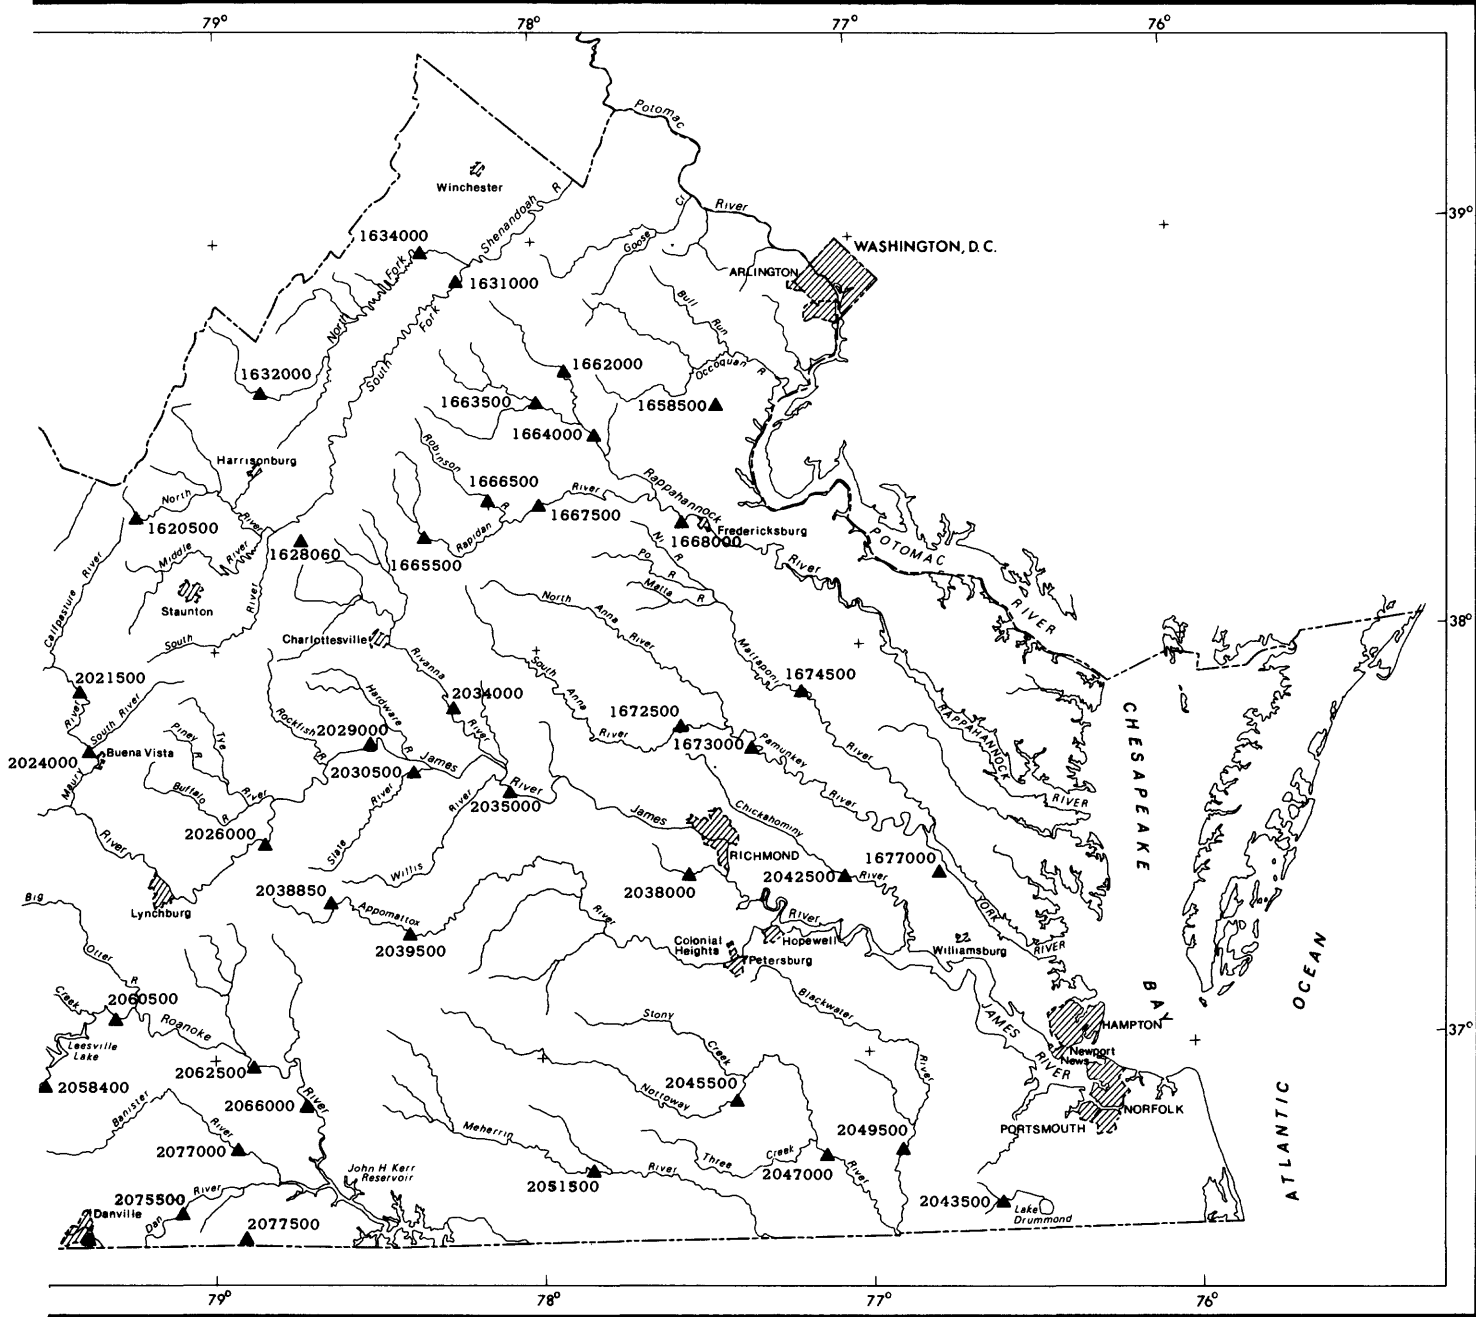 79° 78° 77° 76°
Potomac
Winchester
Shenandoah R
Cr
River
39°
1634000
Goose
WASHINGTON, D.C.
Fork
ARLINGTON
1631000
Bull
Run
North
Fork
South
1632000
1662000
Occoquan R
1663500
1658500
1664000
Robinson
R
Harrisonburg
1666500
Rappahannock
North
River
1667500
Fredericksburg
1620500
River
Rapidan
1668000
1628060
1665500
Ni R
POTOMAC
Middle
River
River
Po R
Calfpasture River
Staunton
River
Matta R
RIVER
38°
North Anna River
South
Charlottesville
Mattaponi
Rivanna
South Anna
2021500
1674500
River
South River
Hardware R
2034000
RAPPAHANNOCK
CHESAPEAKE
Rockfish R
River
Piney R
Tye
1672500
2029000
River
1673000
Buena Vista
Pamunkey
River
2024000
2030500
James
Maury
River
RIVER
Buffalo R
River
River
2035000
River
River
James
Chickahominy
2026000
River
Slate
RICHMOND
1677000
Willis
2038000
2042500
River
2038850
Big
Lynchburg
Appomattox
River
River
YORK
Colonial
Heights
Hopewell
Williamsburg
RIVER
2039500
Petersburg
Otter R
OCEAN
2060500
Blackwater
BAY
Creek
Roanoke
Stony
JAMES
HAMPTON
37°
Leesville
Lake
Creek
Newport
News
RIVER
2062500
River
2058400
2045500
Nottoway
2066000
River
NORFOLK
Banister
River
Meherrin
PORTSMOUTH
2049500
ATLANTIC
2077000
Three
Creek
River
John H Kerr
Reservoir
River
2047000
2051500
2075500
River
2043500
Lake
Drummond
Danville
Dan
2077500
79° 78° 77° 76°